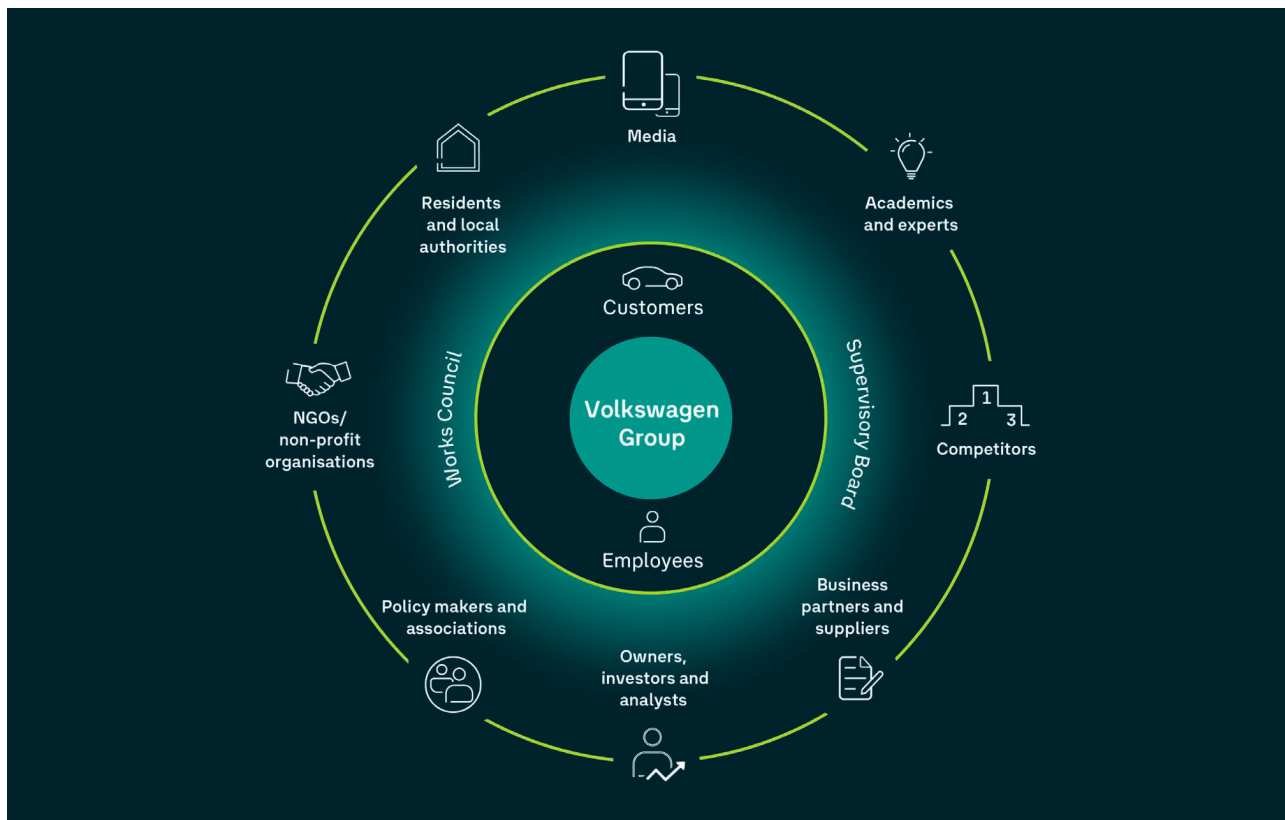 Media
Residents
and local
authorities
Academics
and experts
Customers
Works Council
Volkswagen
Group
Supervisory Board
NGOs/
non-profit
organisations
1
2
3
Competitors
Employees
Policy makers and
associations
Business
partners and
suppliers
Owners,
investors and
analysts